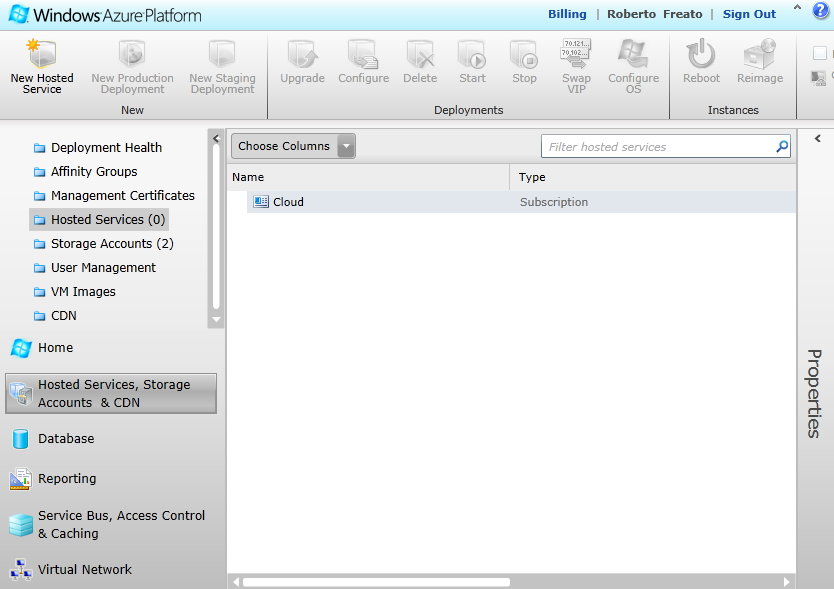 Windows Azure Platform
Billing | Roberto Freato | Sign Out
New Hosted Service
New Production Deployment
New Staging Deployment
Upgrade
Configure
Delete
Start
Stop
Swap VIP
Configure OS
Reboot
Reimage
New
Deployments
Instances
Deployment Health
Affinity Groups
Management Certificates
Hosted Services (0)
Storage Accounts (2)
User Management
VM Images
CDN
Home
Hosted Services, Storage
Accounts & CDN
Database
Reporting
Service Bus, Access Control
& Caching
Virtual Network
Choose Columns
Filter hosted services
Name Type
Cloud Subscription
Properties